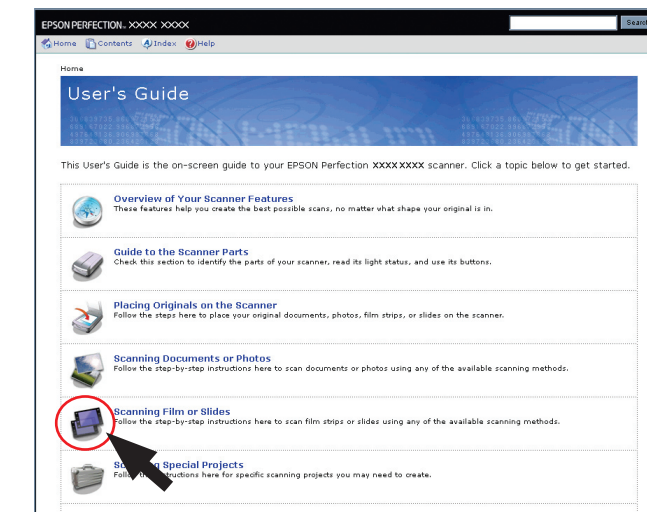 EPSON PERFECTION™ XXXX XXXX
Search
Home Contents Index Help
Home
User's Guide
This User's Guide is the on-screen guide to your EPSON Perfection XXXX XXXX scanner. Click a topic below to get started.
Overview of Your Scanner Features
These features help you create the best possible scans, no matter what shape your original is in.
Guide to the Scanner Parts
Check this section to identify the parts of your scanner, read its light status, and use its buttons.
Placing Originals on the Scanner
Follow the steps here to place your original documents, photos, film strips, or slides on the scanner.
Scanning Documents or Photos
Follow the step-by-step instructions here to scan documents or photos using any of the available scanning methods.
Scanning Film or Slides
Follow the step-by-step instructions here to scan film strips or slides using any of the available scanning methods.
Special Projects
here for specific scanning projects you may need to create.